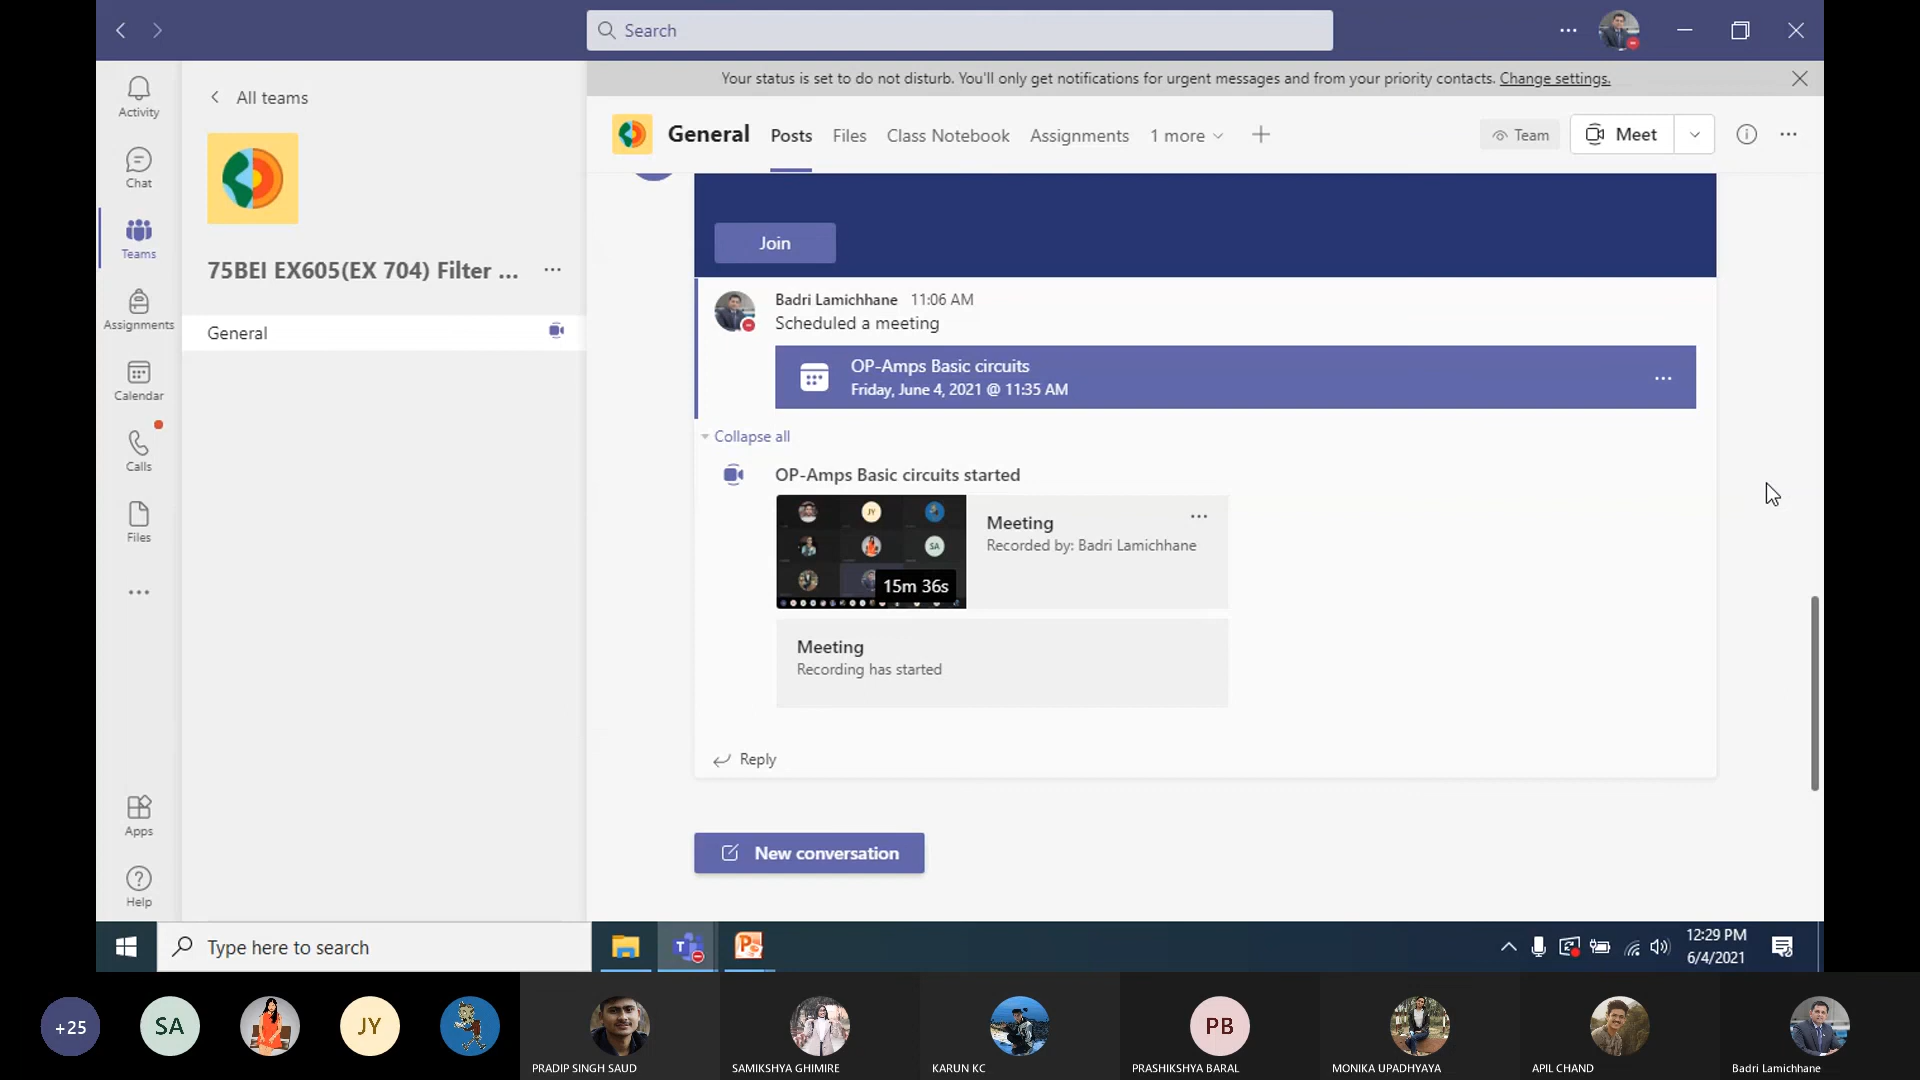 Search
Your status is set to do not disturb. You'll only get notifications for urgent messages and from your priority contacts. Change settings.
Activity
Chat
Teams
Assignments
Calendar
Calls
Files
Apps
Help
All teams
75BEI EX605(EX 704) Filter ...
General
General
Posts
Files
Class Notebook
Assignments
1 more
Team
Meet
Join
Badri Lamichhane 11:06 AM
Scheduled a meeting
OP-Amps Basic circuits
Friday, June 4, 2021 @ 11:35 AM
Collapse all
OP-Amps Basic circuits started
JY
SA
15m 36s
Meeting
Recorded by: Badri Lamichhane
Meeting
Recording has started
Reply
New conversation
Type here to search
12:29 PM
6/4/2021
+25
SA
JY
PB
PRADIP SINGH SAUD
SAMIKSHYA GHIMIRE
KARUN KC
PRASHIKSHYA BARAL
MONIKA UPADHYAYA
APIL CHAND
Badri Lamichhane